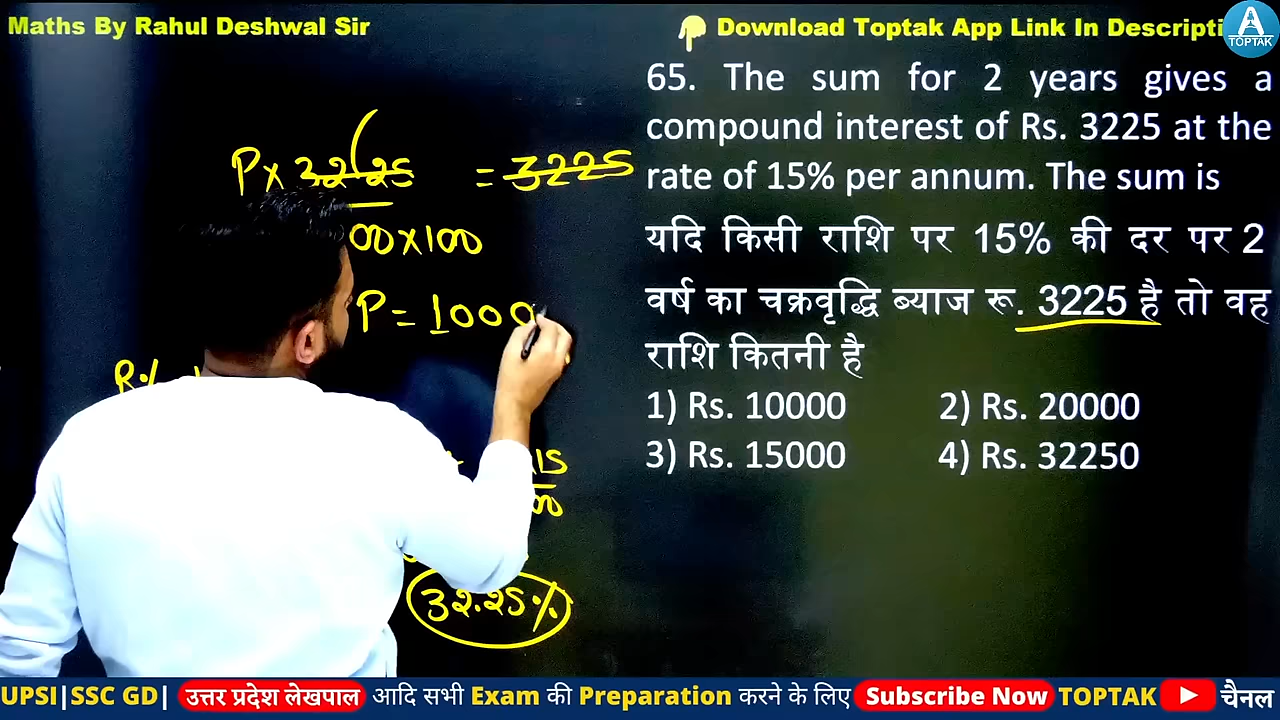 Maths By Rahul Deshwal Sir
Download Toptak App Link In Descripti
TOPTAK
65. The sum for 2 years gives a
compound interest of Rs. 3225 at the
rate of 15% per annum. The sum is
यदि किसी राशि पर 15% की दर पर 2
वर्ष का चक्रवृद्धि ब्याज रू. 3225 है तो वह
राशि कितनी है
1) Rs. 10000 2) Rs. 20000
3) Rs. 15000 4) Rs. 32250
P× 3225 = 3225
00×100
P = 1000
R%
15
00
32.25%
UPSI|SSC GD| उत्तर प्रदेश लेखपाल आदि सभी Exam की Preparation करने के लिए Subscribe Now TOPTAK चैनल